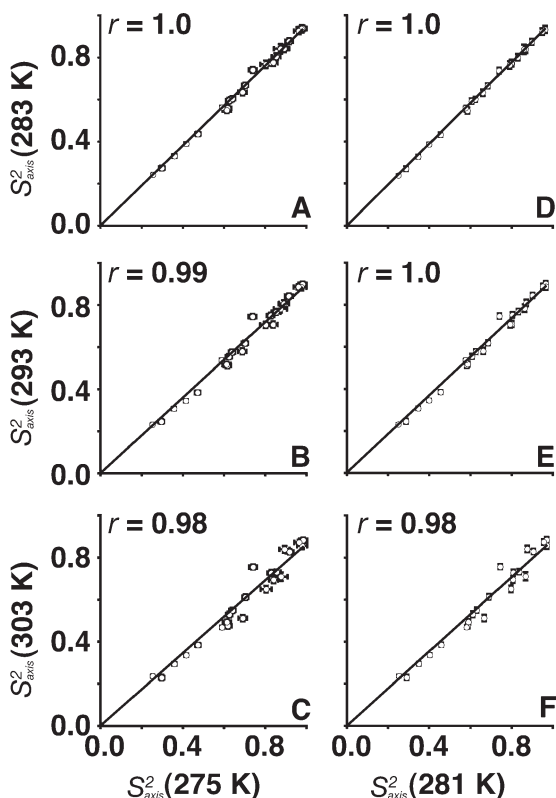 r = 1.0
r = 1.0
0.8
0.4
0.0
S²axis(283 K)
A
D
r = 0.99
r = 1.0
0.8
0.4
0.0
S²axis(293 K)
B
E
r = 0.98
r = 0.98
0.8
0.4
0.0
S²axis(303 K)
C
F
0.0 0.4 0.8 0.0 0.4 0.8
S²axis(275 K) S²axis(281 K)